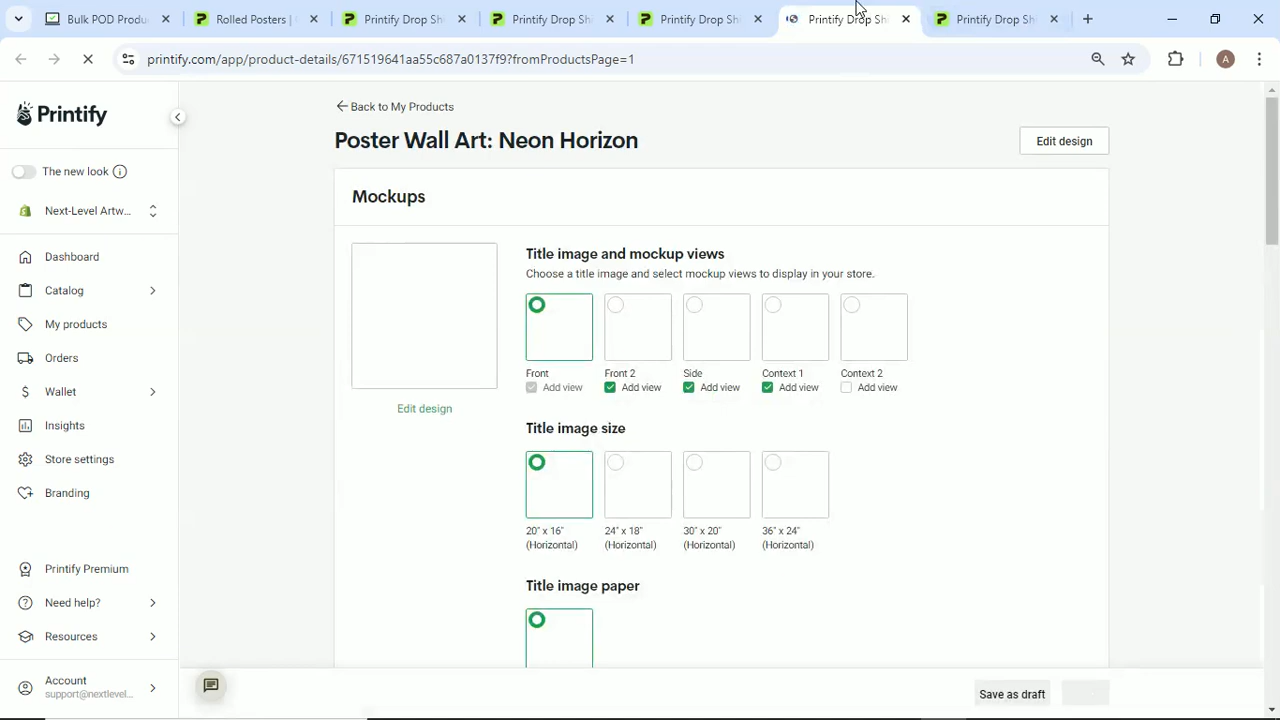 Bulk POD Produ
Rolled Posters | 
Printify Drop Sh
Printify Drop Sh
Printify Drop Sh
Printify Drop Sh
Printify Drop Sh
printify.com/app/product-details/671519641aa55c687a0137f9?fromProductsPage=1
A
Printify
The new look
Next-Level Artw...
Dashboard
Catalog
My products
Orders
Wallet
Insights
Store settings
Branding
Printify Premium
Need help?
Resources
Account
support@nextlevel...
Back to My Products
Poster Wall Art: Neon Horizon
Edit design
Mockups
Edit design
Title image and mockup views
Choose a title image and select mockup views to display in your store.
Front
Front 2
Side
Context 1
Context 2
Add view
Add view
Add view
Add view
Add view
Title image size
20" x 16"
(Horizontal)
24" x 18"
(Horizontal)
30" x 20"
(Horizontal)
36" x 24"
(Horizontal)
Title image paper
Save as draft